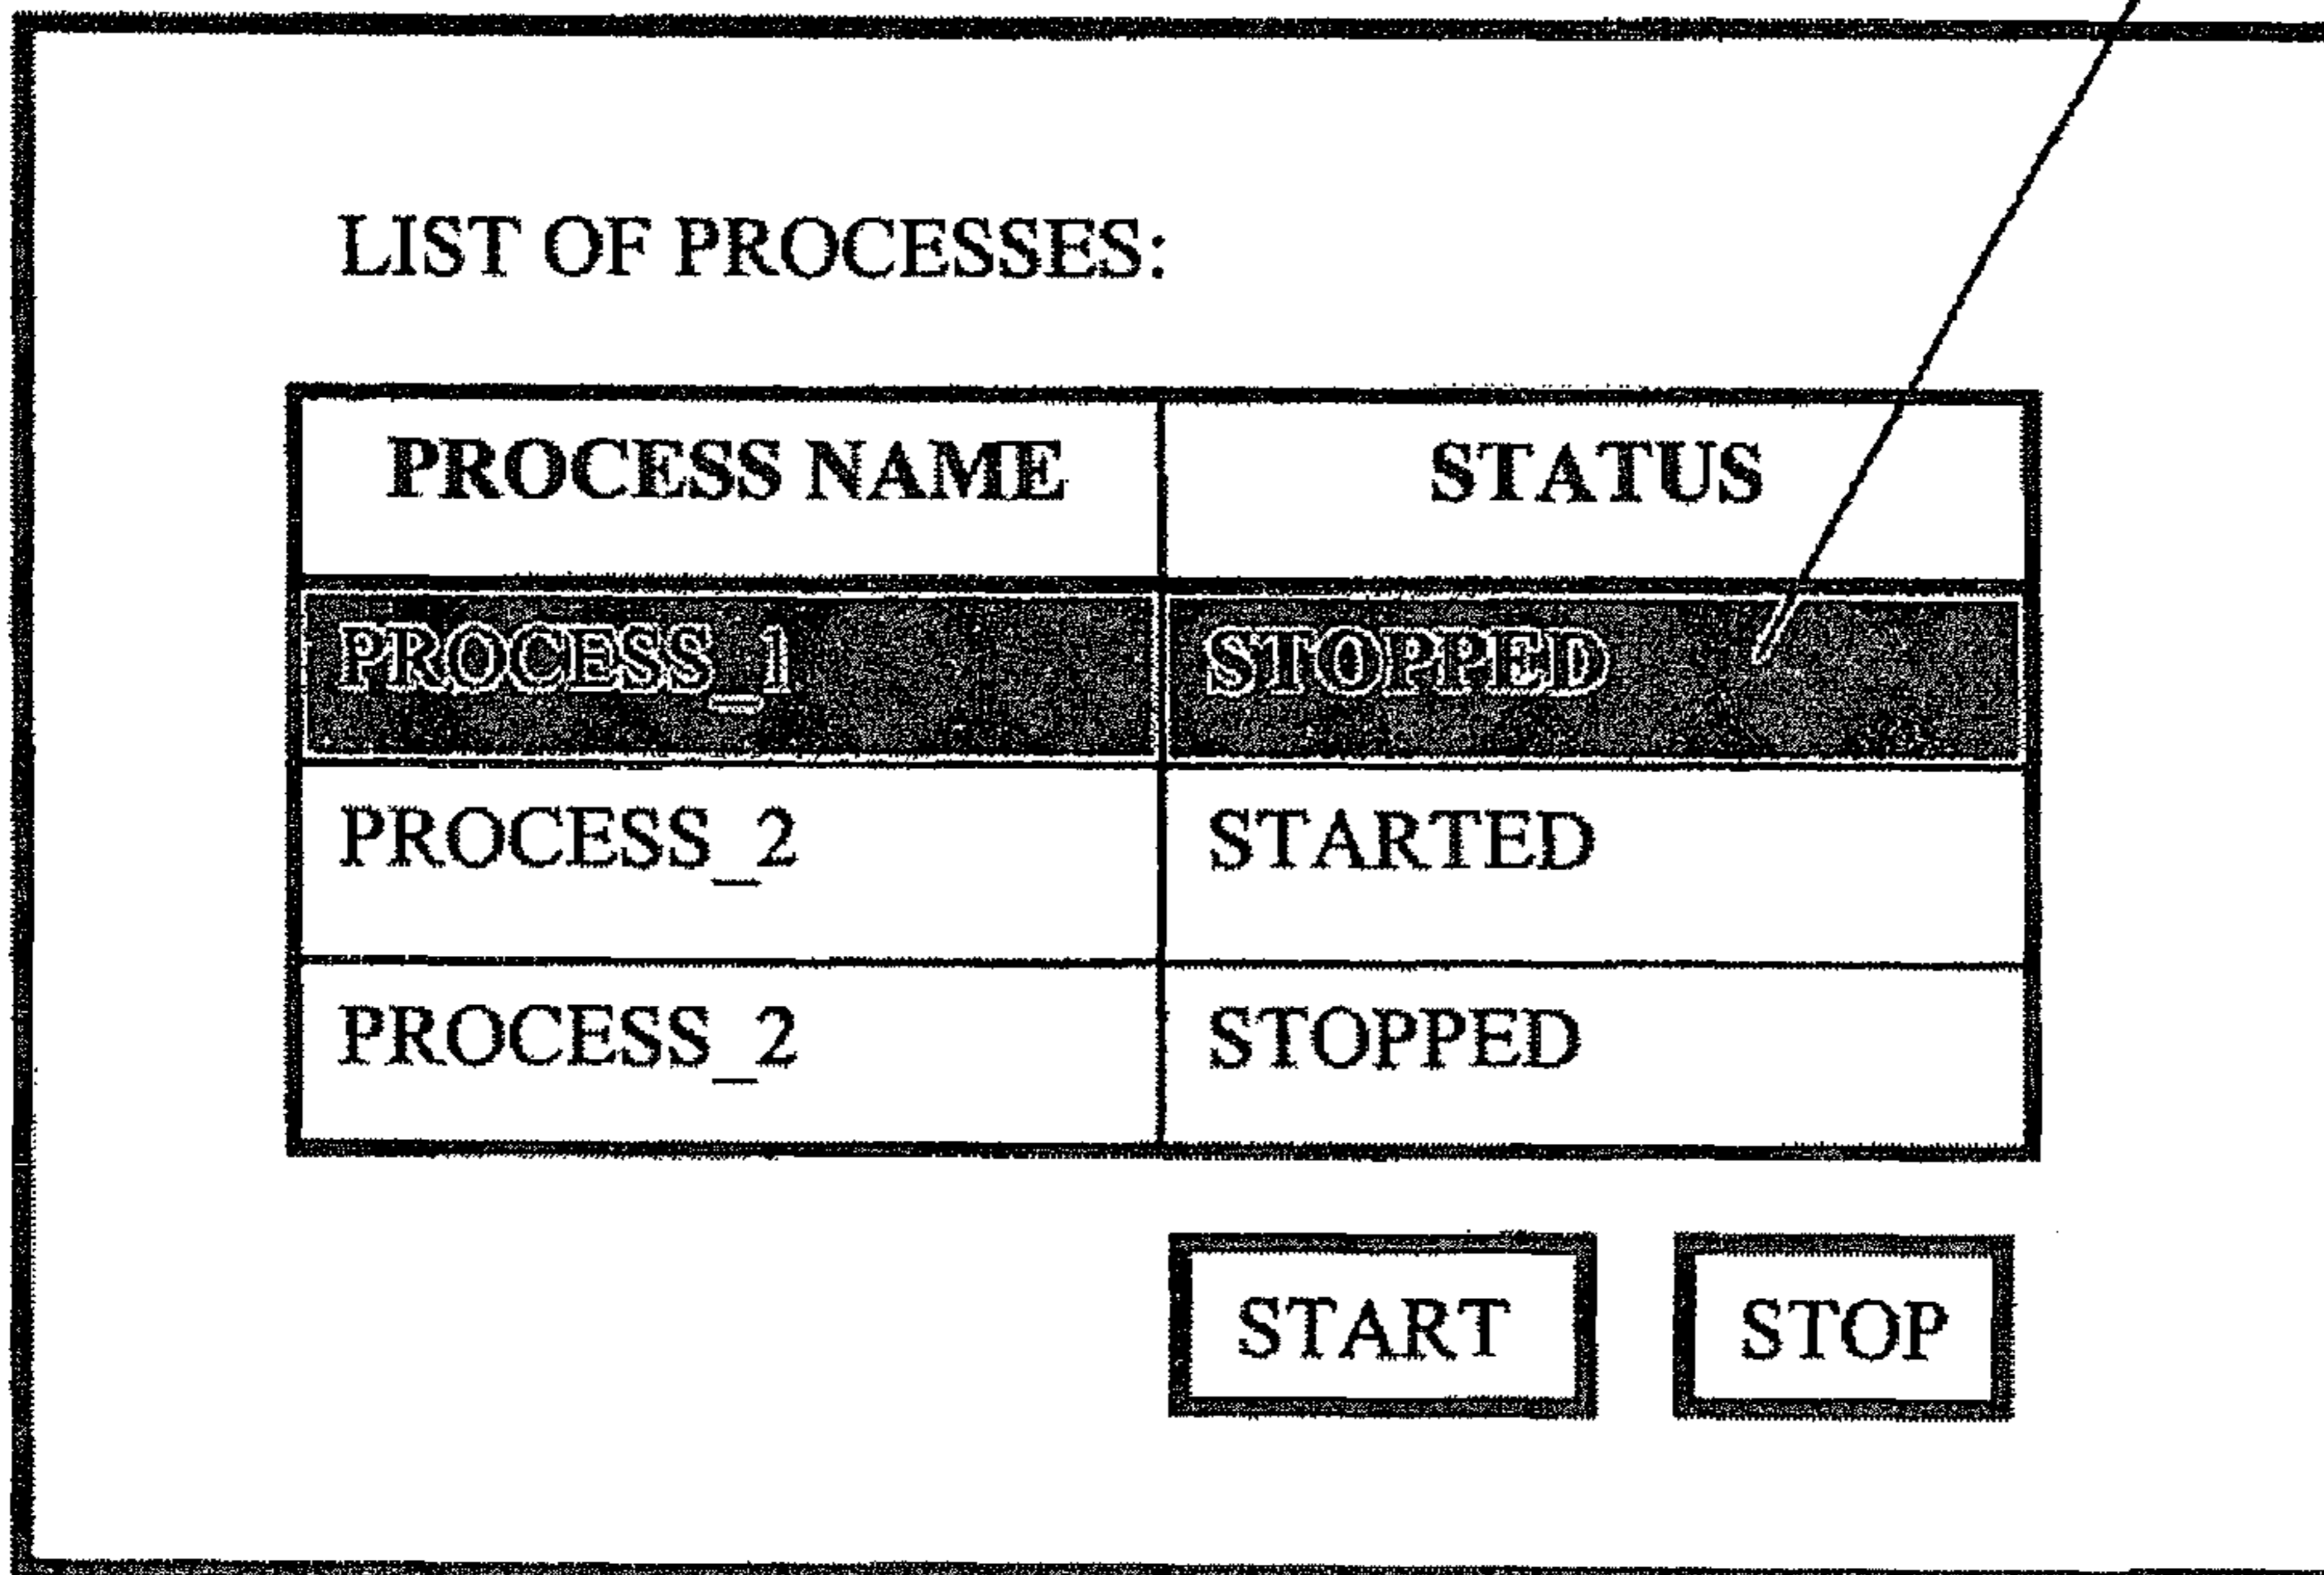 LIST OF PROCESSES:
PROCESS NAME STATUS
PROCESS_1 STOPPED
PROCESS_2 STARTED
PROCESS_2 STOPPED
START STOP